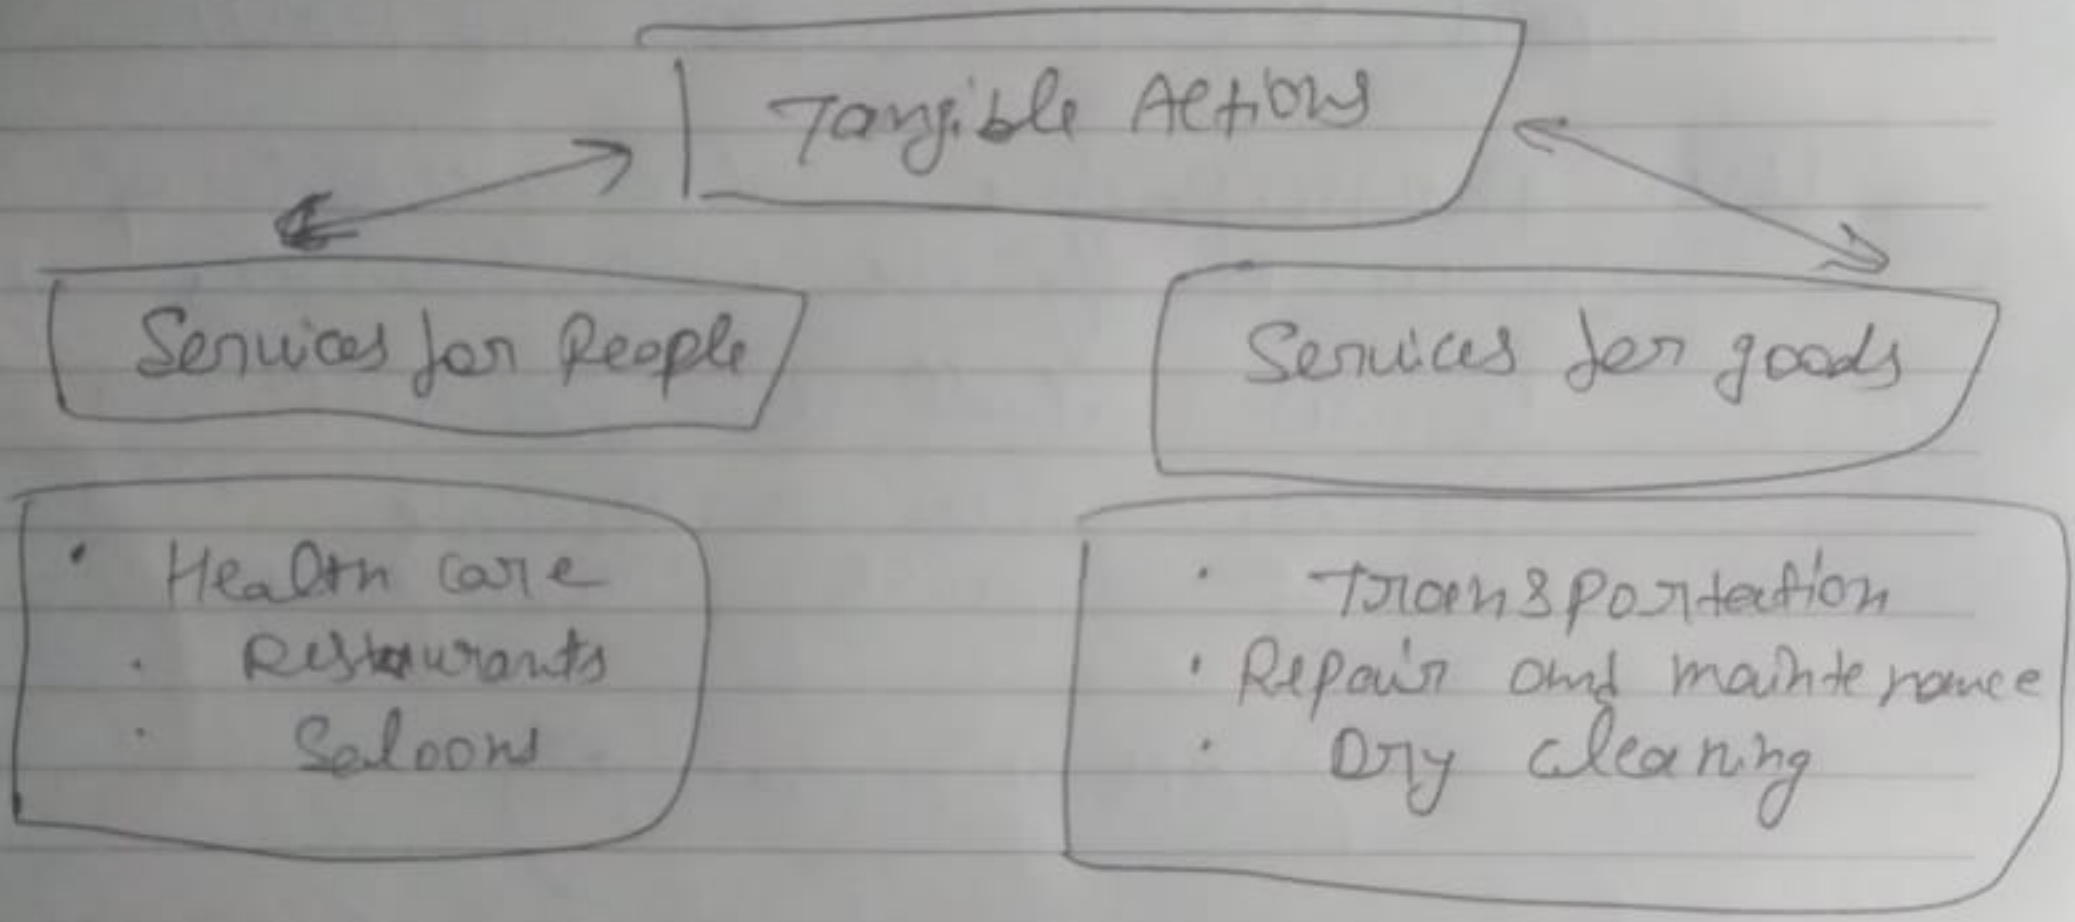 Tangible Actions
Services for People
Services for goods
• Health care
• Restaurants
• Saloons
• Transportation
• Repair and maintenance
• Dry cleaning